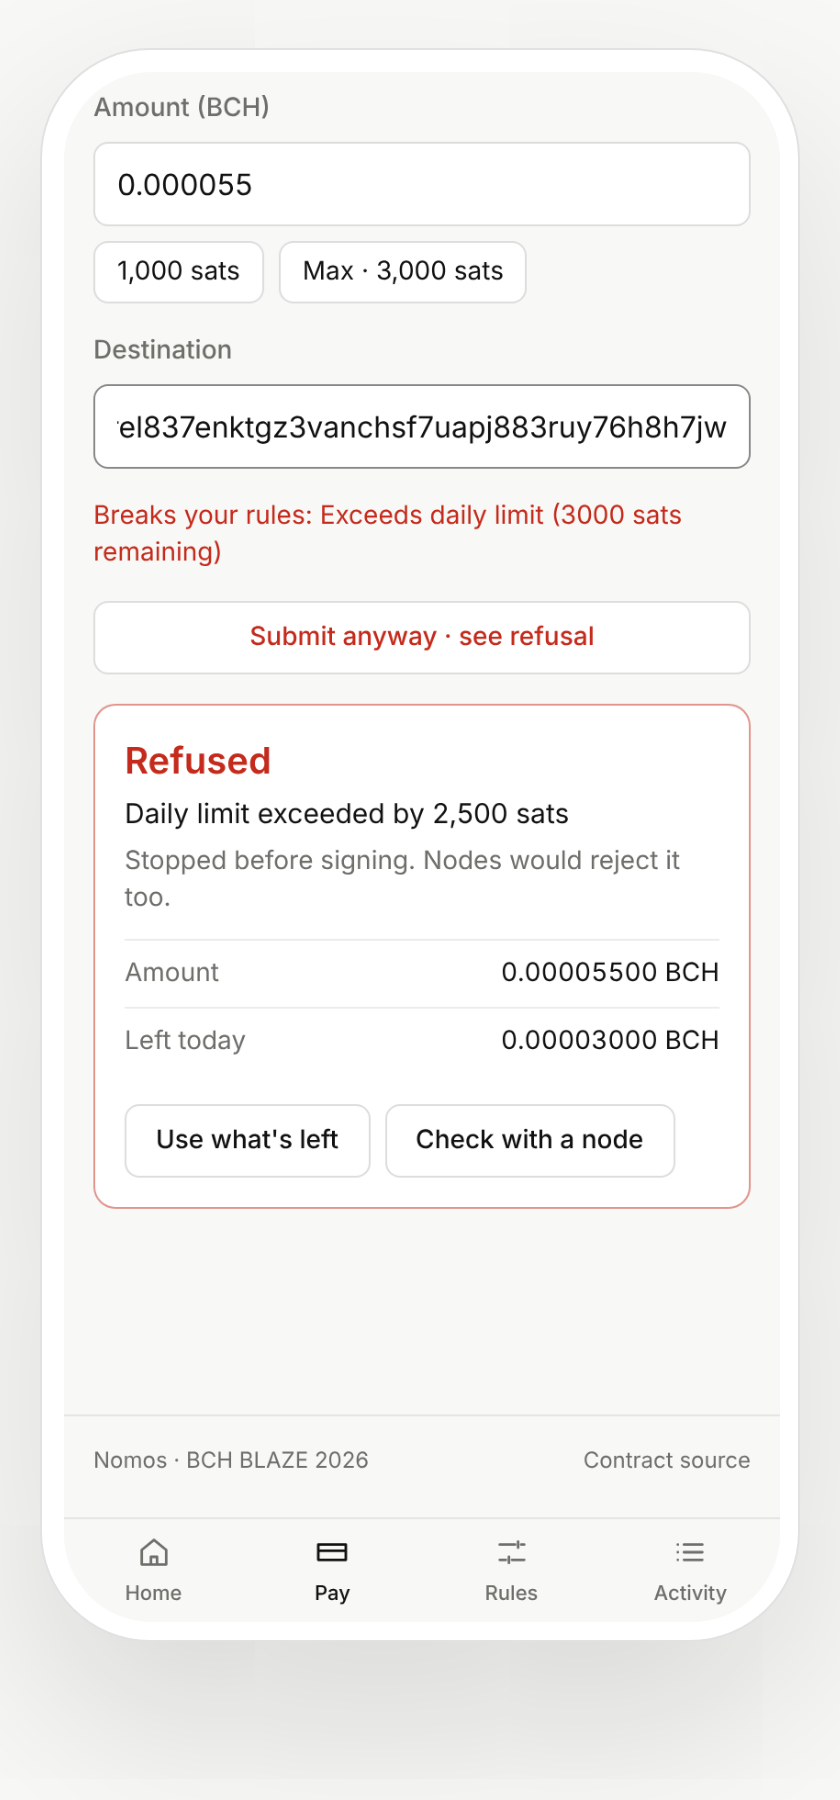 Amount (BCH)
0.000055
1,000 sats
Max · 3,000 sats
Destination
el837enktgz3vanchsf7uapj883ruy76h8h7jw
Breaks your rules: Exceeds daily limit (3000 sats
remaining)
Submit anyway · see refusal
Refused
Daily limit exceeded by 2,500 sats
Stopped before signing. Nodes would reject it
too.
Amount 0.00005500 BCH
Left today 0.00003000 BCH
Use what's left
Check with a node
Nomos · BCH BLAZE 2026
Contract source
Home
Pay
Rules
Activity